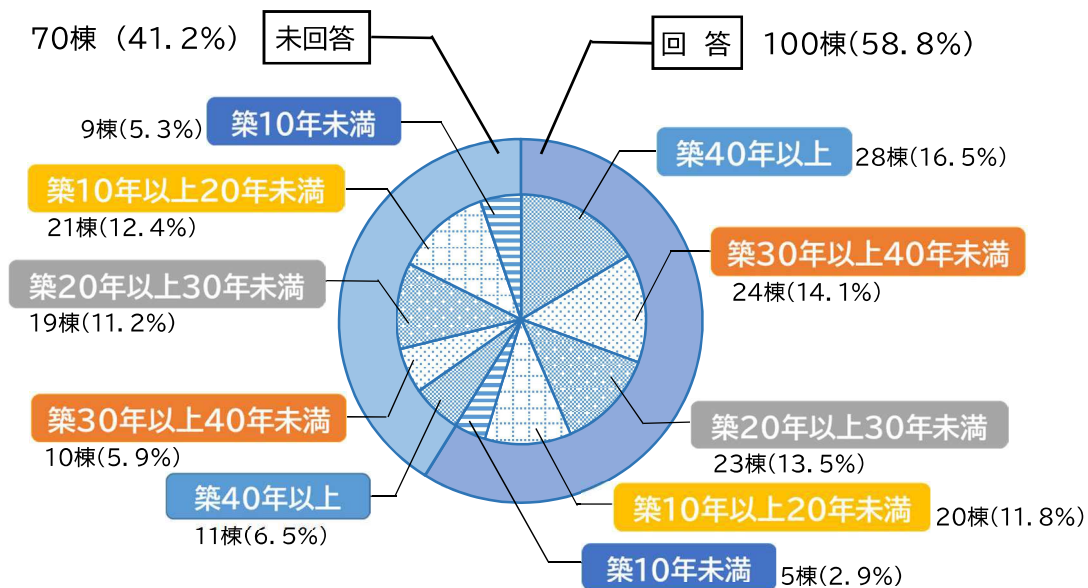 70棟 (41.2%) 未回答
回 答 100棟(58.8%)
築10年未満
9棟(5.3%)
築10年以上20年未満
21棟(12.4%)
築20年以上30年未満
19棟(11.2%)
築30年以上40年未満
10棟(5.9%)
築40年以上
11棟(6.5%)
築40年以上 28棟(16.5%)
築30年以上40年未満
24棟(14.1%)
築20年以上30年未満
23棟(13.5%)
築10年以上20年未満 20棟(11.8%)
築10年未満 5棟(2.9%)